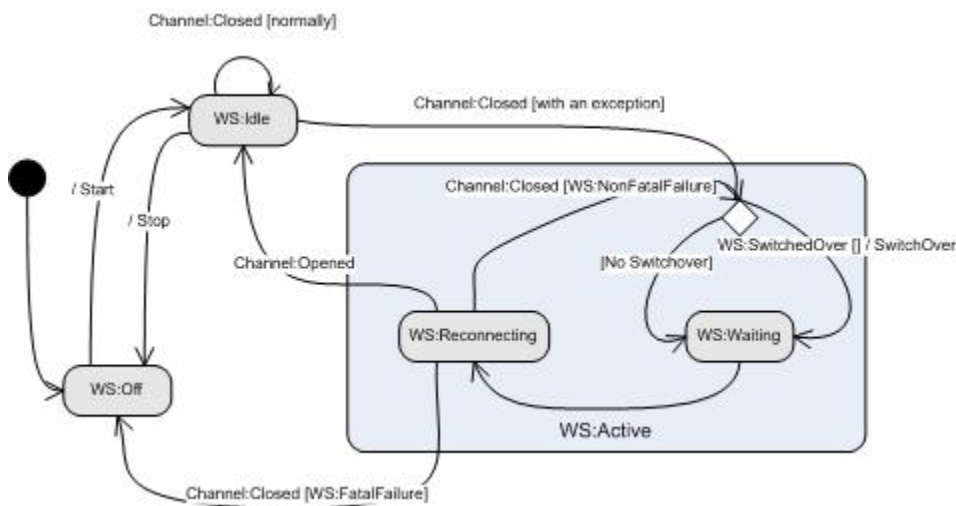 Channel:Closed [normally]
WS:Idle
Channel:Closed [with an exception]
/ Start
Channel:Closed [WS:NonFatalFailure]
/ Stop
WS:SwitchedOver [] / SwitchOver
Channel:Opened
[No Switchover]
WS:Reconnecting
WS:Waiting
WS:Off
WS:Active
Channel:Closed [WS:FatalFailure]